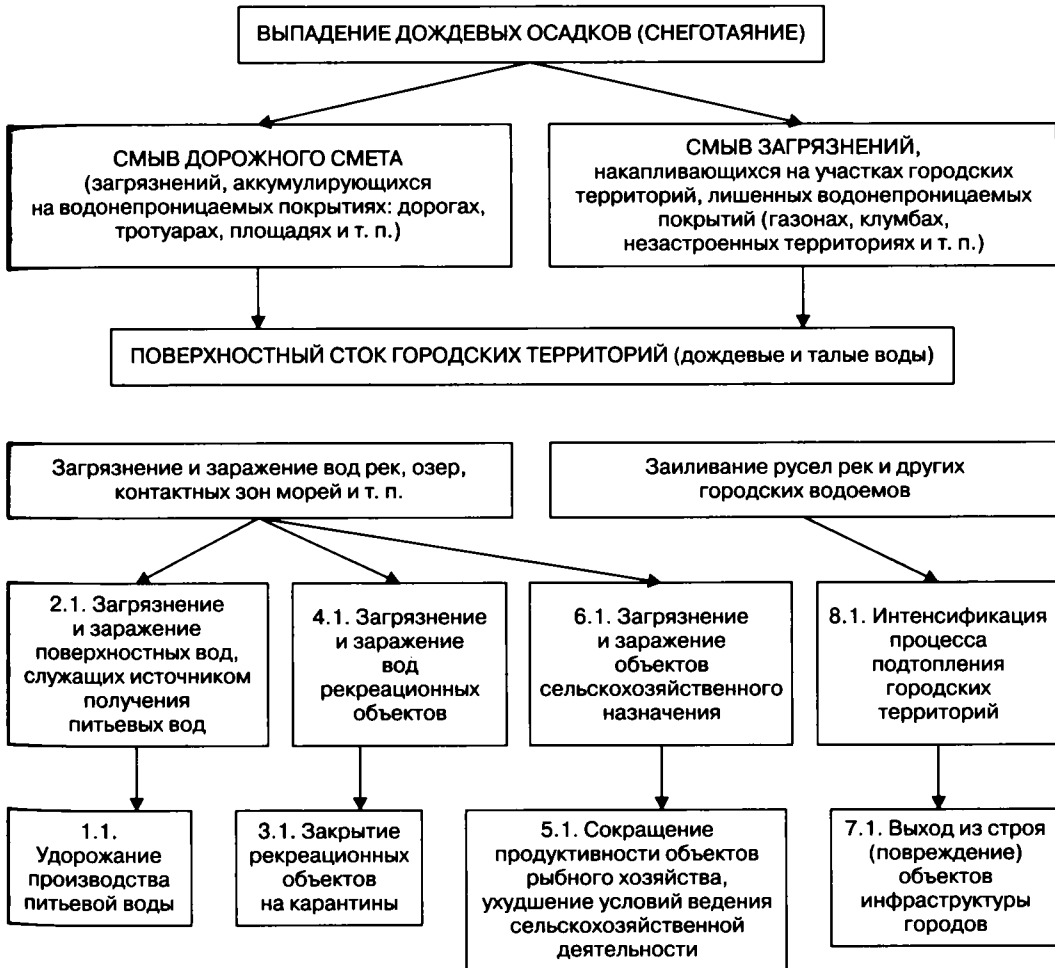 ВЫПАДЕНИЕ ДОЖДЕВЫХ ОСАДКОВ (СНЕГОТАЯНИЕ)
СМЫВ ДОРОЖНОГО СМЕТА
(загрязнений, аккумулирующихся
на водонепроницаемых покрытиях: дорогах,
тротуарах, площадях и т. п.)
СМЫВ ЗАГРЯЗНЕНИЙ,
накапливающихся на участках городских
территорий, лишенных водонепроницаемых
покрытий (газонах, клумбах,
незастроенных территориях и т. п.)
ПОВЕРХНОСТНЫЙ СТОК ГОРОДСКИХ ТЕРРИТОРИЙ (дождевые и талые воды)
Загрязнение и заражение вод рек, озер,
контактных зон морей и т. п.
Заиливание русел рек и других
городских водоемов
2.1. Загрязнение
и заражение
поверхностных вод,
служащих источником
получения
питьевых вод
4.1. Загрязнение
и заражение
вод
рекреационных
объектов
6.1. Загрязнение
и заражение
объектов
сельскохозяйственного
назначения
8.1. Интенсификация
процесса
подтопления
городских
территорий
1.1.
Удорожание
производства
питьевой воды
3.1. Закрытие
рекреационных
объектов
на карантины
5.1. Сокращение
продуктивности объектов
рыбного хозяйства,
ухудшение условий ведения
сельскохозяйственной
деятельности
7.1. Выход из строя
(повреждение)
объектов
инфраструктуры
городов